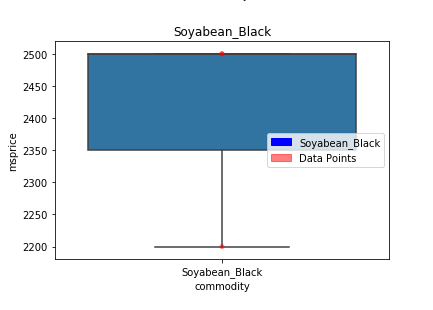 Soyabean_Black
2500
2450
2400
2350
2300
2250
2200
msprice
Soyabean_Black
Data Points
Soyabean_Black
commodity